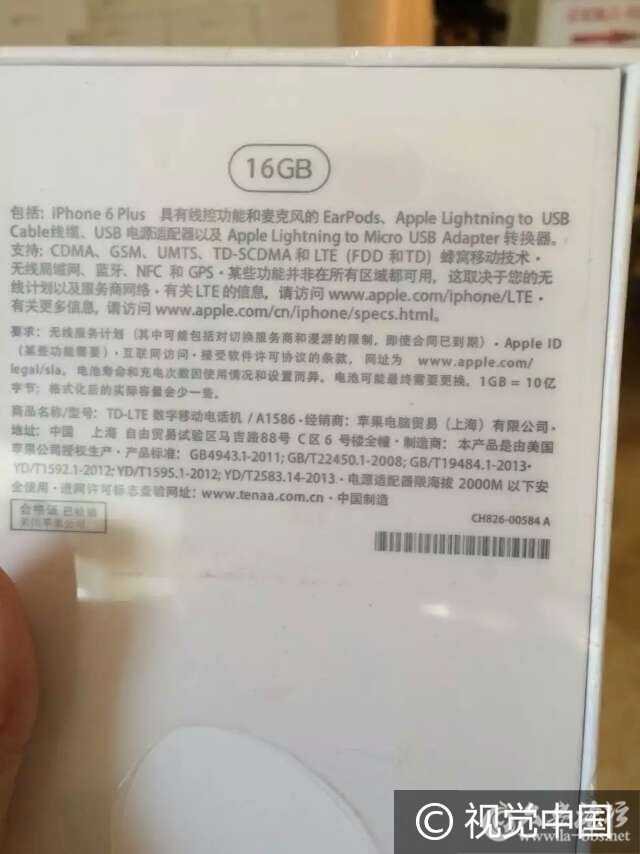 16GB
包括: iPhone 6 Plus 具有线控功能和麦克风的 EarPods、Apple Lightning to USB
Cable线缆、USB 电源适配器以及 Apple Lightning to Micro USB Adapter 转换器。
支持: CDMA、GSM、UMTS、TD-SCDMA 和 LTE (FDD 和 TD) 蜂窝移动技术·
无线局域网、蓝牙、NFC 和 GPS·某些功能并非在所有区域都可用，这取决于您的无
线计划以及服务商网络·有关 LTE 的信息，请访问 www.apple.com/iphone/LTE·
有关更多信息，请访问 www.apple.com/cn/iphone/specs.html。
要求: 无线服务计划 (其中可能包括对切换服务商和漫游的限制，即使合同已到期)·Apple ID
(某些功能需要)·互联网访问·接受软件许可协议的条款，网址为 www.apple.com/
legal/sla。电池寿命和充电次数因使用情况和设置而异。电池可能最终需要更换。1GB = 10亿
字节; 格式化后的实际容量会少一些。
商品名称/型号: TD-LTE 数字移动电话机 / A1586·经销商: 苹果电脑贸易 (上海) 有限公司·
地址: 中国 上海 自由贸易试验区马吉路88号 C区 6 号楼全幢·制造商: 本产品是由美国
苹果公司授权生产·产品标准: GB4943.1-2011; GB/T22450.1-2008; GB/T19484.1-2013·
YD/T1592.1-2012; YD/T1595.1-2012; YD/T2583.14-2013·电源适配器限海拔 2000M 以下安
全使用·进网许可标志查验网址: www.tenaa.com.cn·中国制造
合格证 已检验
美国苹果公司
CH826-00584 A
© 视觉中国
www.la-obs.net